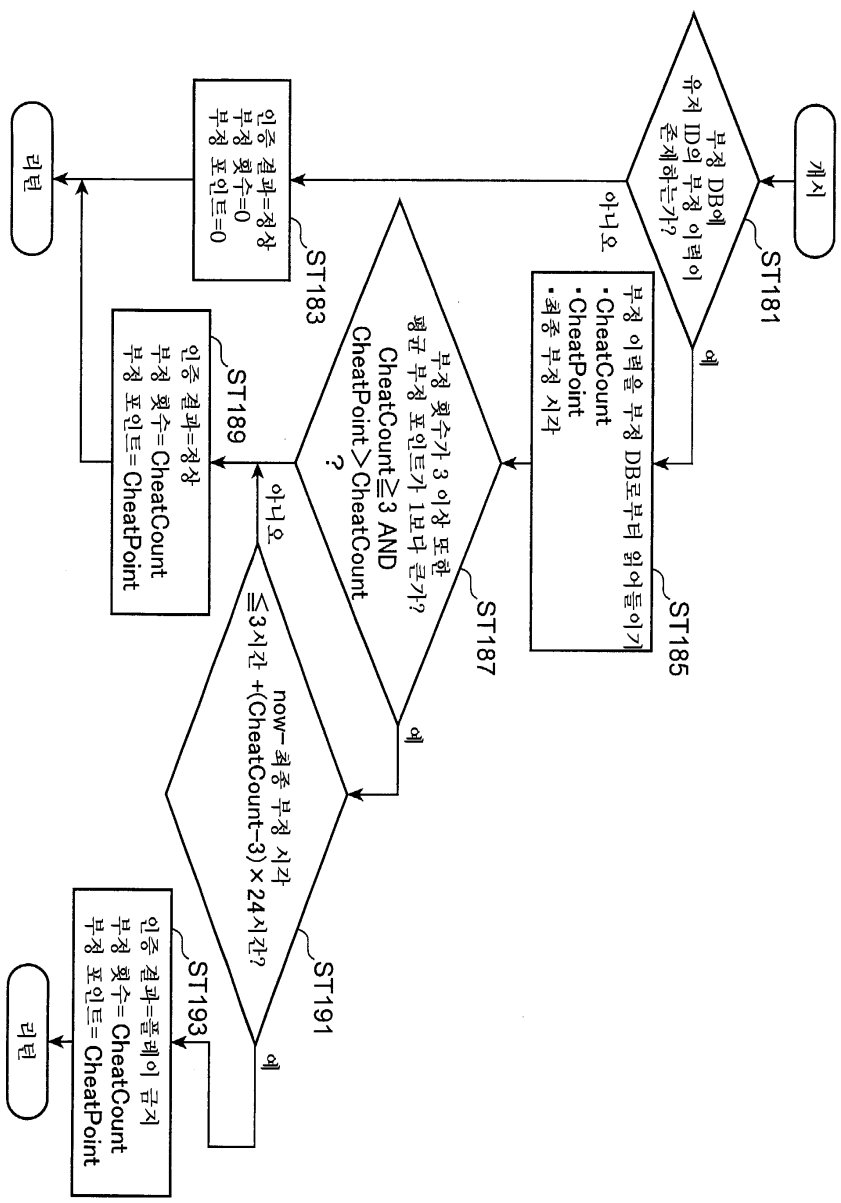 개시
부정 DB에
유저 ID의 부정 이력이
존재하는가?
ST181
예
아니오
부정 이력을 부정 DB로부터 읽어들이기
・CheatCount
・CheatPoint
・최종 부정 시각
ST185
인증 결과=정상
부정 횟수=0
부정 포인트=0
ST183
부정 횟수가 3 이상 또한
평균 부정 포인트가 1보다 큰가?
CheatCount≧3 AND
CheatPoint>CheatCount
?
ST187
예
아니오
인증 결과=정상
부정 횟수=CheatCount
부정 포인트=CheatPoint
ST189
now-최종 부정 시각
≦3시간 +(CheatCount-3)×24시간?
ST191
예
인증 결과=플레이 금지
부정 횟수=CheatCount
부정 포인트=CheatPoint
ST193
리턴
리턴